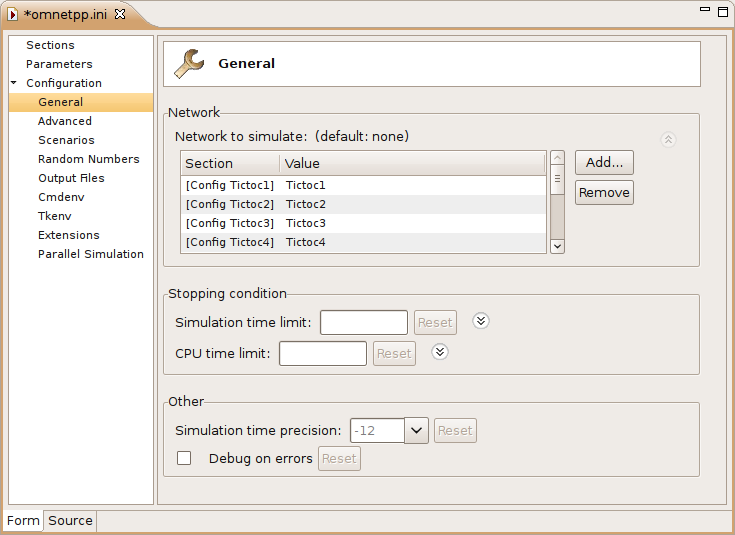 *omnetpp.ini
Sections
Parameters
Configuration
General
Advanced
Scenarios
Random Numbers
Output Files
Cmdenv
Tkenv
Extensions
Parallel Simulation
General
Network
Network to simulate: (default: none)
Section Value
[Config Tictoc1] Tictoc1
[Config Tictoc2] Tictoc2
[Config Tictoc3] Tictoc3
[Config Tictoc4] Tictoc4
Add...
Remove
Stopping condition
Simulation time limit: Reset
CPU time limit: Reset
Other
Simulation time precision: -12 Reset
Debug on errors Reset
Form Source